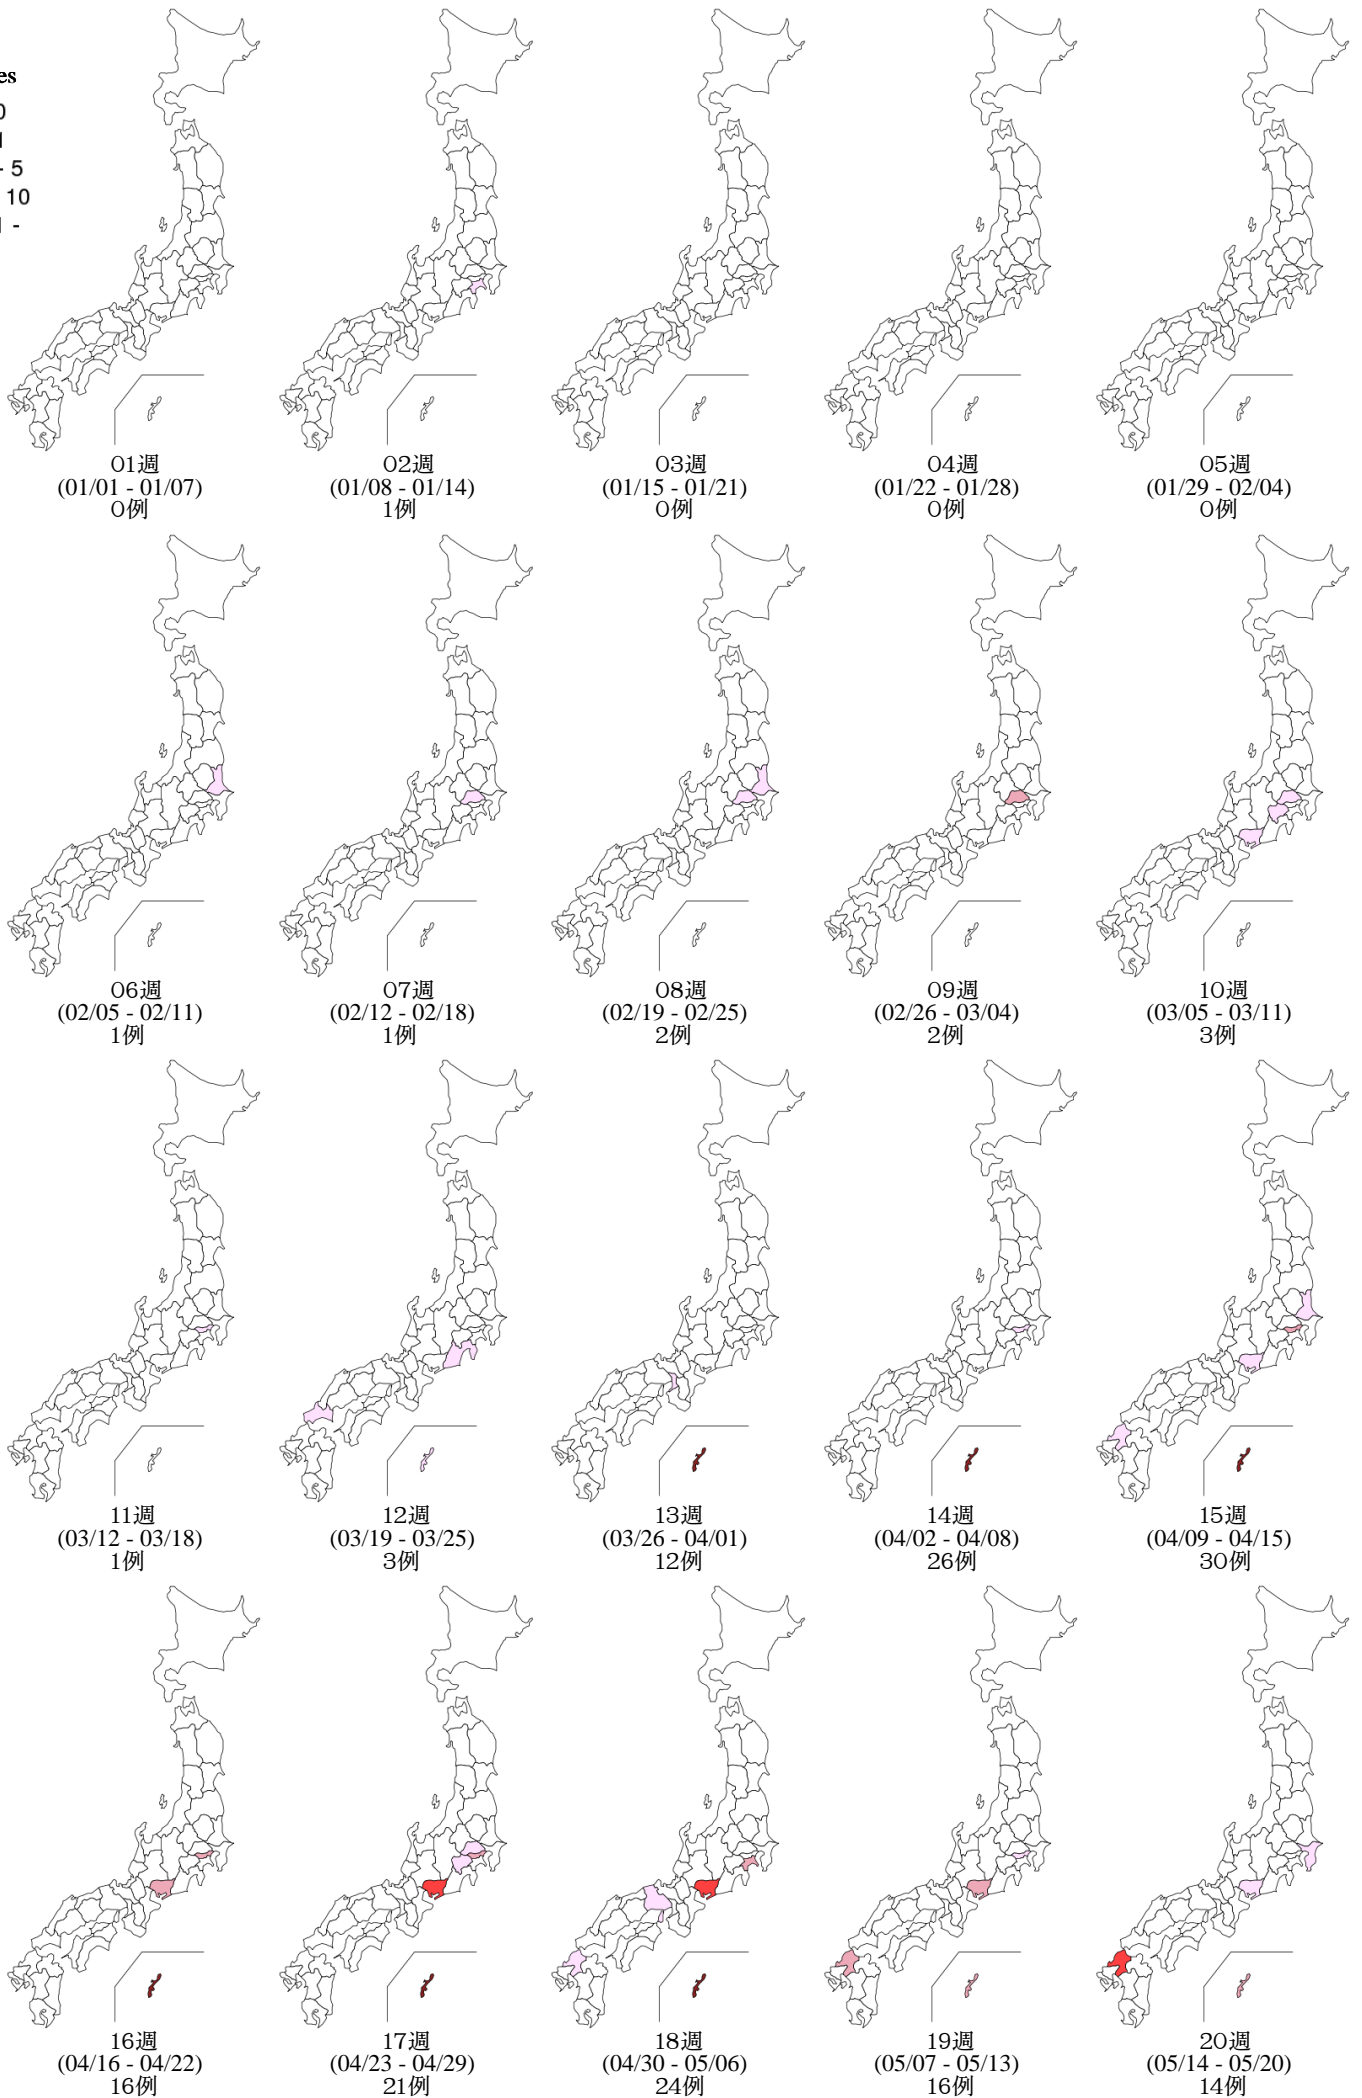 es
0
1
- 5
10
1 -
01週
(01/01 - 01/07)
0例
02週
(01/08 - 01/14)
1例
03週
(01/15 - 01/21)
0例
04週
(01/22 - 01/28)
0例
05週
(01/29 - 02/04)
0例
06週
(02/05 - 02/11)
1例
07週
(02/12 - 02/18)
1例
08週
(02/19 - 02/25)
2例
09週
(02/26 - 03/04)
2例
10週
(03/05 - 03/11)
3例
11週
(03/12 - 03/18)
1例
12週
(03/19 - 03/25)
3例
13週
(03/26 - 04/01)
12例
14週
(04/02 - 04/08)
26例
15週
(04/09 - 04/15)
30例
16週
(04/16 - 04/22)
16例
17週
(04/23 - 04/29)
21例
18週
(04/30 - 05/06)
24例
19週
(05/07 - 05/13)
16例
20週
(05/14 - 05/20)
14例